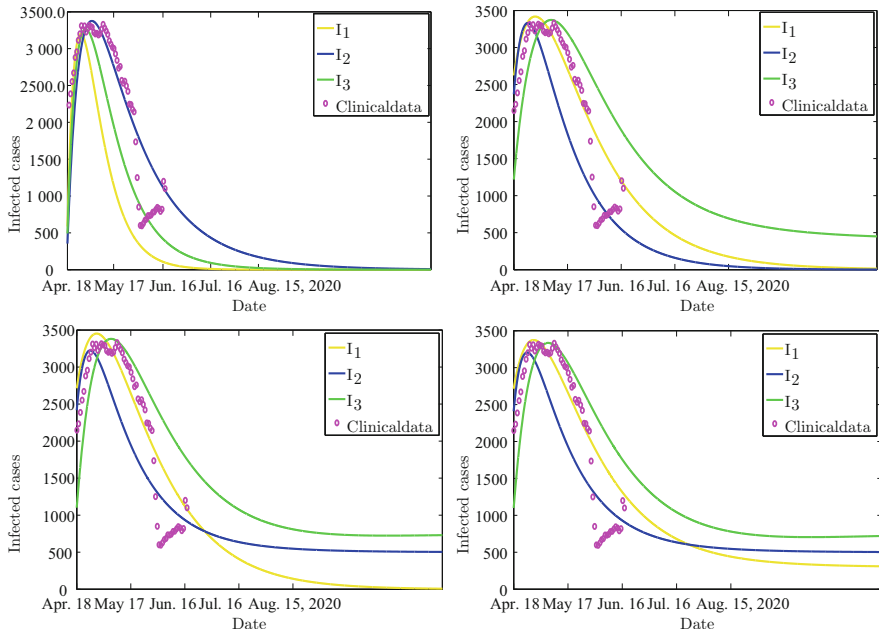 3500.0
3 000
2500.0
2 000
1500
1 000
500
0
Infected cases
Apr. 18 May 17 Jun. 16 Jul. 16 Aug. 15, 2020
Date
I1
I2
I3
Clinicaldata
3500
3000
2500
2000
1500
1000
500
0
Infected cases
Apr. 18 May 17 Jun. 16 Jul. 16 Aug. 15, 2020
Date
I1
I2
I3
Clinicaldata
3500
3000
2500
2000
1500
1000
500
0
Infected cases
Apr. 18 May 17 Jun. 16 Jul. 16 Aug. 15, 2020
Date
I1
I2
I3
Clinicaldata
3500
3000
2500
2000
1500
1000
500
0
Infected cases
Apr. 18 May 17 Jun. 16 Jul. 16 Aug. 15, 2020
Date
I1
I2
I3
Clinicaldata